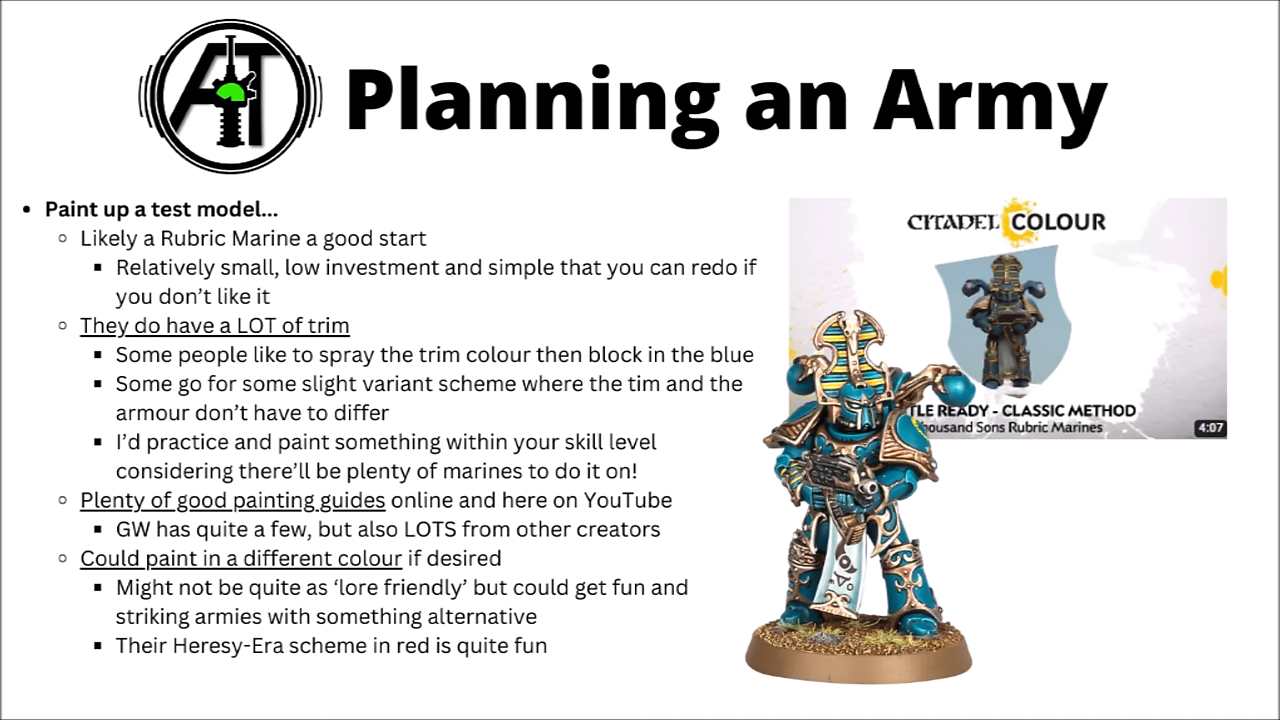 AT
Planning an Army
• Paint up a test model...
○ Likely a Rubric Marine a good start
▪ Relatively small, low investment and simple that you can redo if
you don't like it
○ They do have a LOT of trim
▪ Some people like to spray the trim colour then block in the blue
▪ Some go for some slight variant scheme where the tim and the
armour don't have to differ
▪ I'd practice and paint something within your skill level
considering there'll be plenty of marines to do it on!
○ Plenty of good painting guides online and here on YouTube
▪ GW has quite a few, but also LOTS from other creators
○ Could paint in a different colour if desired
▪ Might not be quite as 'lore friendly' but could get fun and
striking armies with something alternative
▪ Their Heresy-Era scheme in red is quite fun
CITADEL COLOUR
TLE READY - CLASSIC METHOD
housand Sons Rubric Marines
4:07